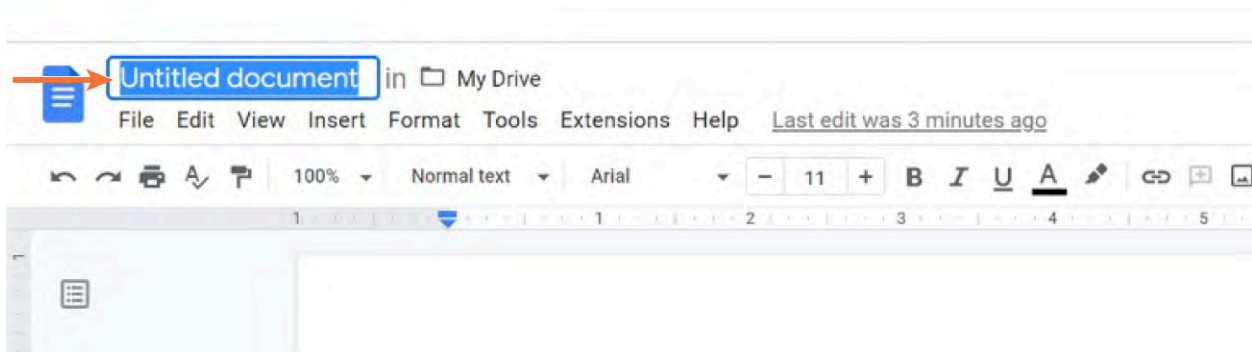 Untitled document in My Drive
File Edit View Insert Format Tools Extensions Help Last edit was 3 minutes ago
100% Normal text Arial - 11 + B I U A
1 1 2 3 4 5
1